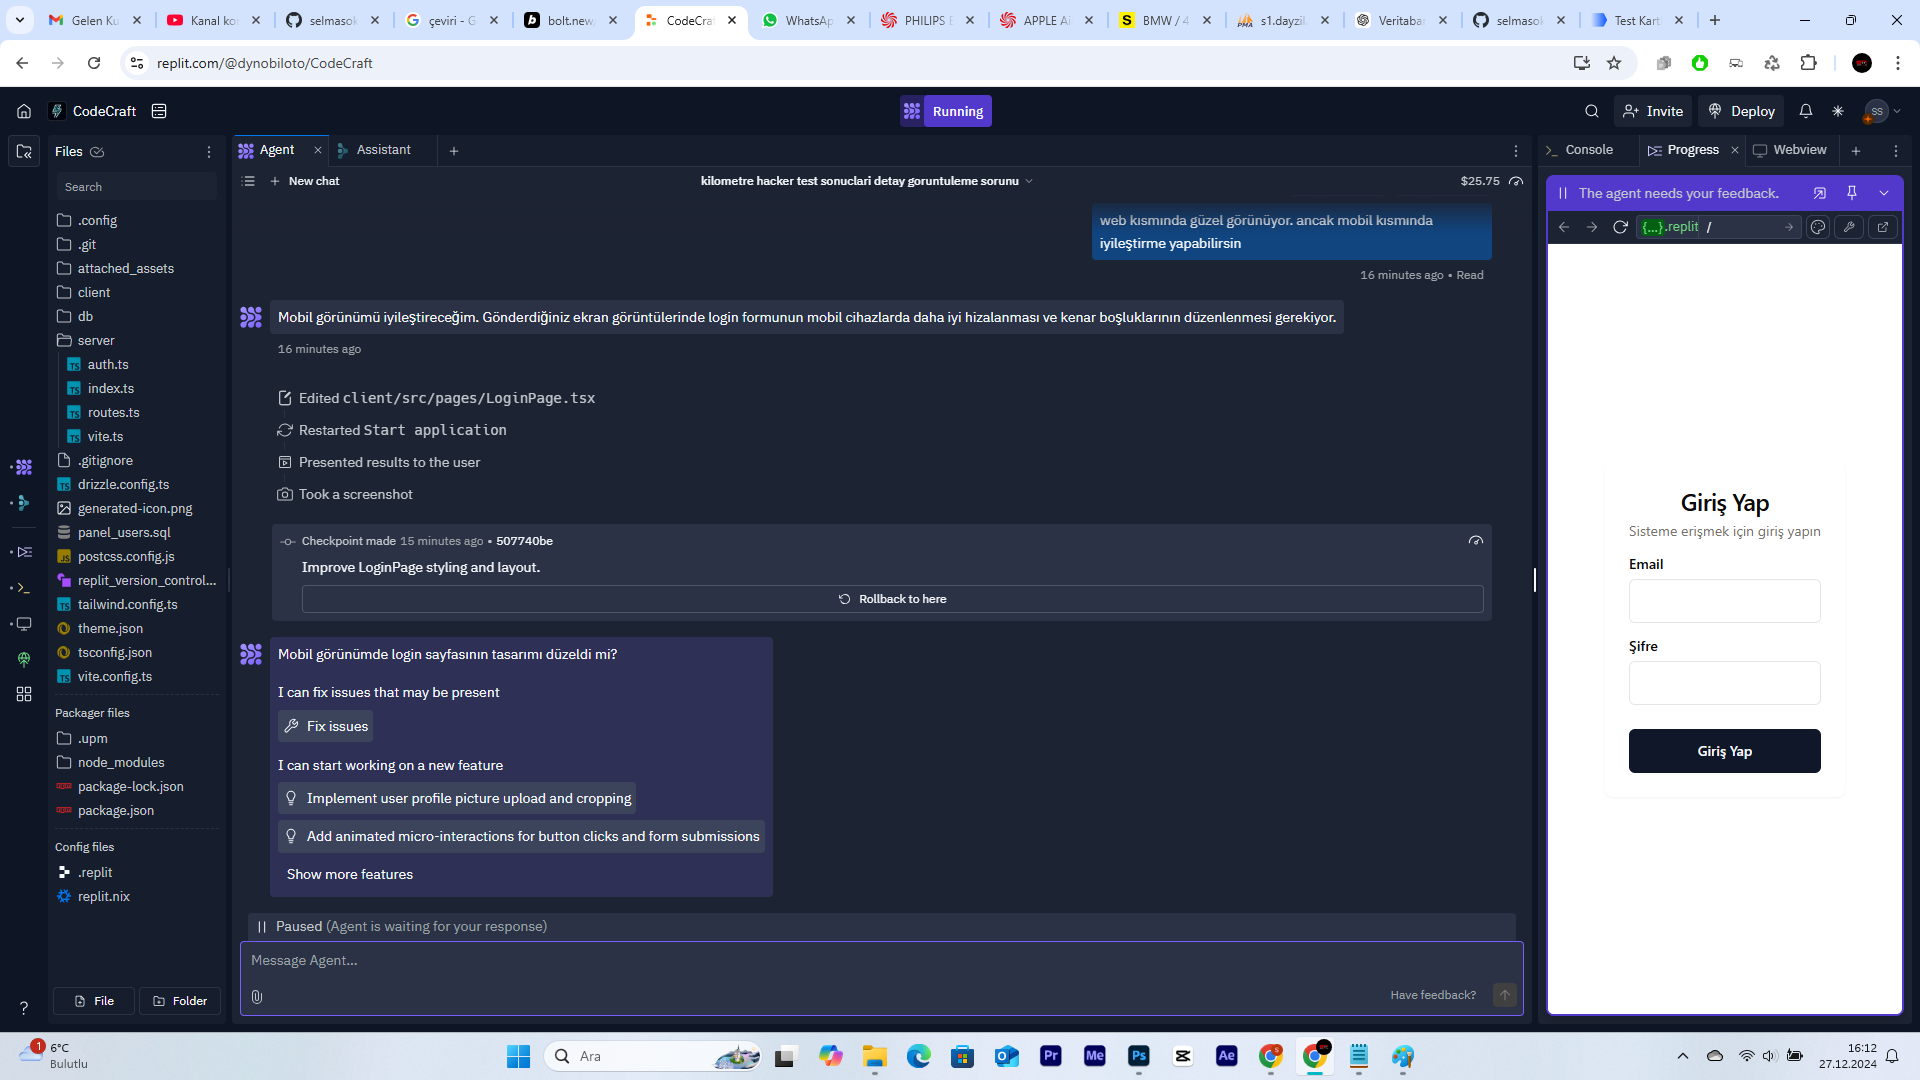 Gelen Ku
Kanal ko
selmasok
çeviri - G
bolt.new
CodeCraf
WhatsAp
PHILIPS E
APPLE Ai
BMW / 4
s1.dayzil
Veritabar
selmasok
Test Kart
replit.com/@dynobiloto/CodeCraft
CodeCraft
Running
Invite
Deploy
SS
Files
Search
.config
.git
attached_assets
client
db
server
auth.ts
index.ts
routes.ts
vite.ts
.gitignore
drizzle.config.ts
generated-icon.png
panel_users.sql
postcss.config.js
replit_version_control...
tailwind.config.ts
theme.json
tsconfig.json
vite.config.ts
Packager files
.upm
node_modules
package-lock.json
package.json
Config files
.replit
replit.nix
File
Folder
Agent
Assistant
New chat
kilometre hacker test sonuclari detay goruntuleme sorunu
$25.75
web kısmında güzel görünüyor. ancak mobil kısmında
iyileştirme yapabilirsin
16 minutes ago • Read
Mobil görünümü iyileştireceğim. Gönderdiğiniz ekran görüntülerinde login formunun mobil cihazlarda daha iyi hizalanması ve kenar boşluklarının düzenlenmesi gerekiyor.
16 minutes ago
Edited client/src/pages/LoginPage.tsx
Restarted Start application
Presented results to the user
Took a screenshot
Checkpoint made 15 minutes ago • 507740be
Improve LoginPage styling and layout.
Rollback to here
Mobil görünümde login sayfasının tasarımı düzeldi mi?
I can fix issues that may be present
Fix issues
I can start working on a new feature
Implement user profile picture upload and cropping
Add animated micro-interactions for button clicks and form submissions
Show more features
Paused (Agent is waiting for your response)
Message Agent...
Have feedback?
Console
Progress
Webview
The agent needs your feedback.
{...}.replit /
Giriş Yap
Sisteme erişmek için giriş yapın
Email
Şifre
Giriş Yap
1
6°C
Bulutlu
Ara
Pr
Me
Ps
Ae
16:12
27.12.2024